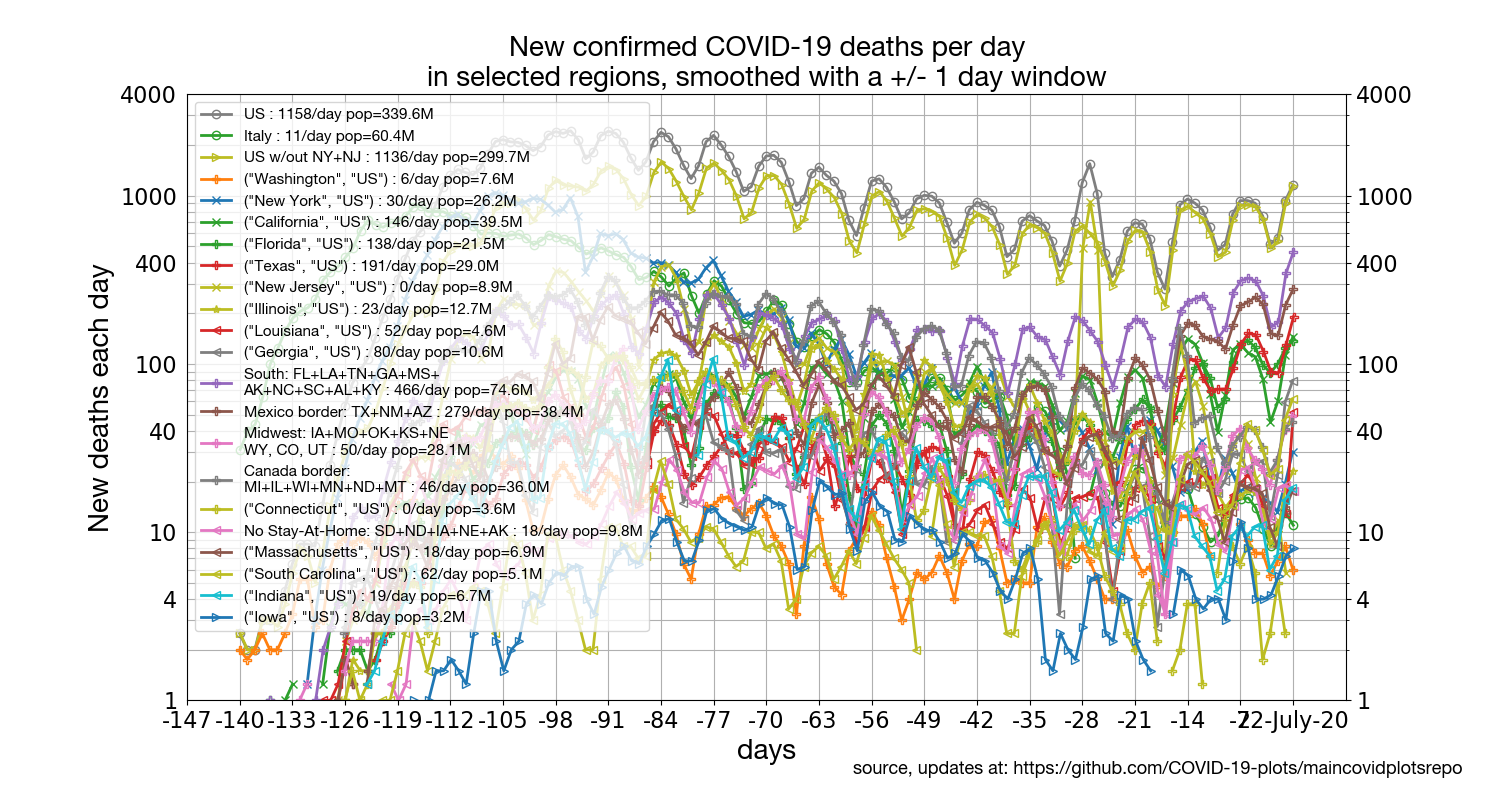 New confirmed COVID-19 deaths per day
in selected regions, smoothed with a +/- 1 day window
New deaths each day
4000
1000
400
100
40
10
4
1
US : 1158/day pop=339.6M
Italy : 11/day pop=60.4M
US w/out NY+NJ : 1136/day pop=299.7M
("Washington", "US") : 6/day pop=7.6M
("New York", "US") : 30/day pop=26.2M
("California", "US") : 146/day pop=39.5M
("Florida", "US") : 138/day pop=21.5M
("Texas", "US") : 191/day pop=29.0M
("New Jersey", "US") : 0/day pop=8.9M
("Illinois", "US") : 23/day pop=12.7M
("Louisiana", "US") : 52/day pop=4.6M
("Georgia", "US") : 80/day pop=10.6M
South: FL+LA+TN+GA+MS+
AK+NC+SC+AL+KY : 466/day pop=74.6M
Mexico border: TX+NM+AZ : 279/day pop=38.4M
Midwest: IA+MO+OK+KS+NE
WY, CO, UT : 50/day pop=28.1M
Canada border:
MI+IL+WI+MN+ND+MT : 46/day pop=36.0M
("Connecticut", "US") : 0/day pop=3.6M
No Stay-At-Home: SD+ND+IA+NE+AK : 18/day pop=9.8M
("Massachusetts", "US") : 18/day pop=6.9M
("South Carolina", "US") : 62/day pop=5.1M
("Indiana", "US") : 19/day pop=6.7M
("Iowa", "US") : 8/day pop=3.2M
4000
1000
400
100
40
10
4
1
-147 -140 -133 -126 -119 -112 -105 -98 -91 -84 -77 -70 -63 -56 -49 -42 -35 -28 -21 -14 -7 22-July-20
days
source, updates at: https://github.com/COVID-19-plots/maincovidplotsrepo